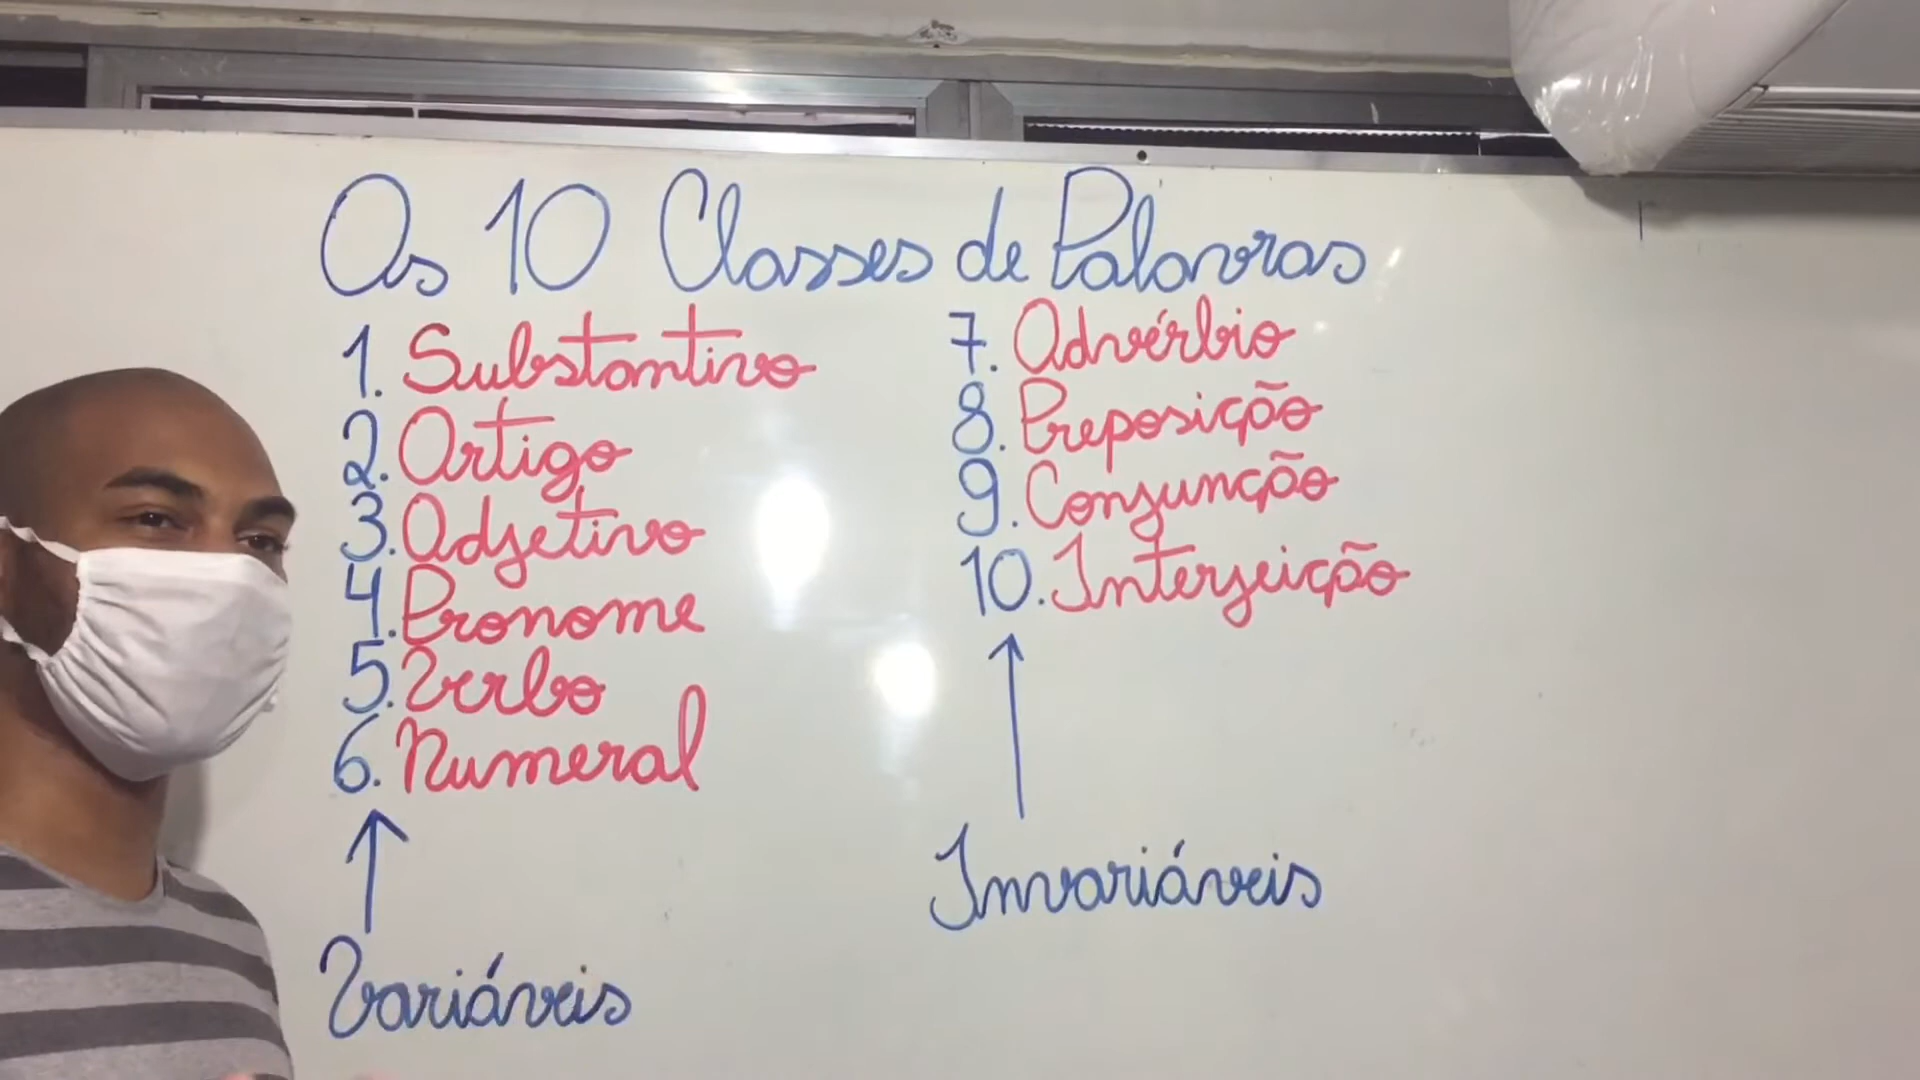 Os 10 Classes de Palavras
1. Substantivo
2. Artigo
3. Adjetivo
4. Pronome
5. Verbo
6. Numeral
Variáveis
7. Advérbio
8. Preposição
9. Conjunção
10. Interjeição
Invariáveis